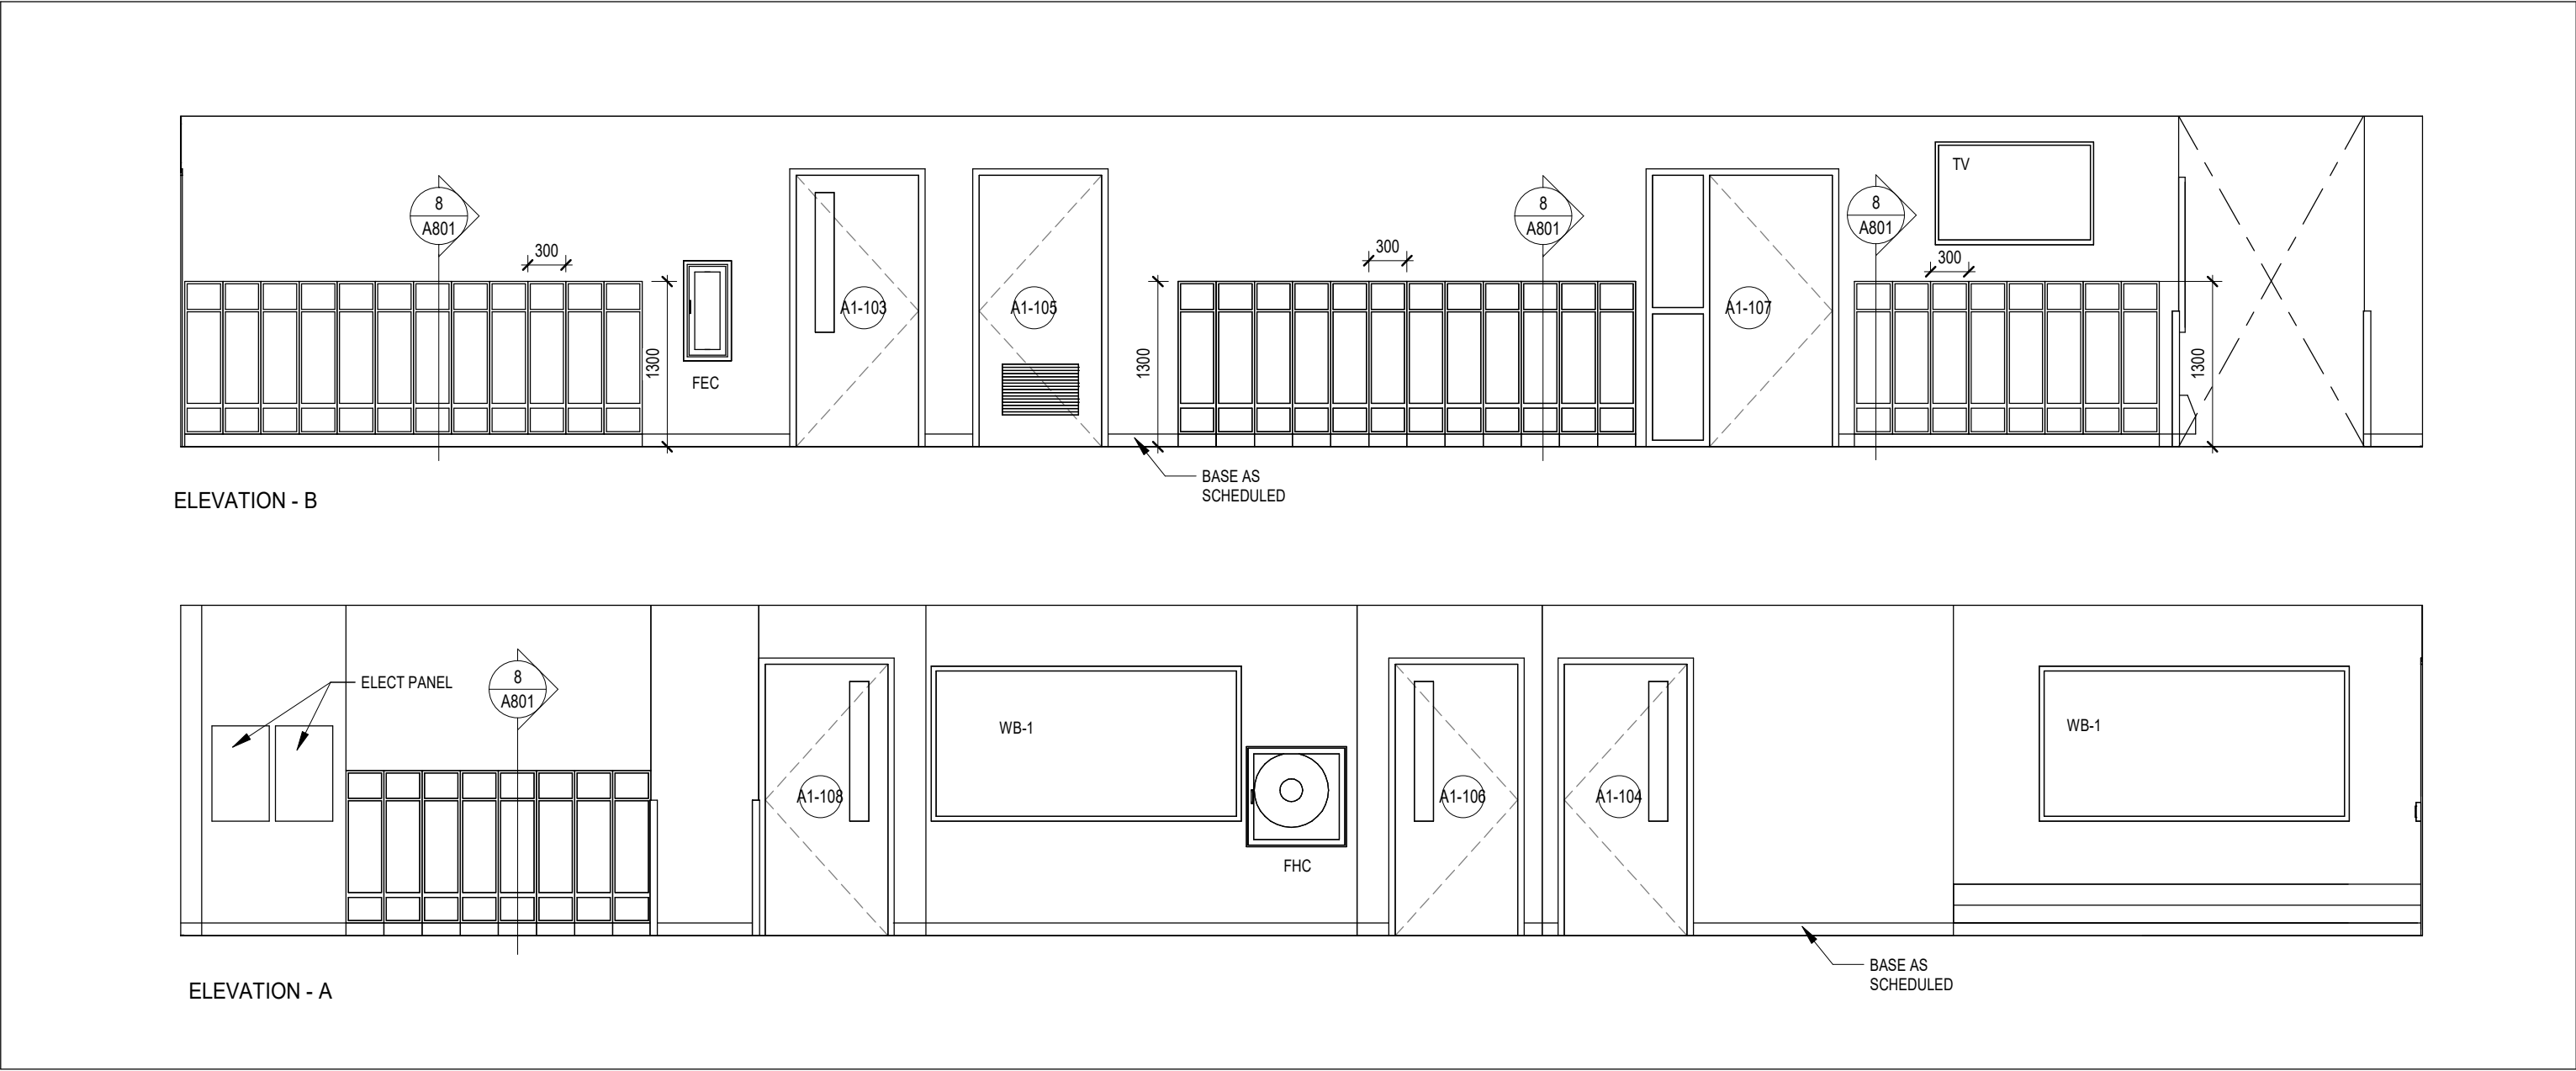 TV
8
A801
8
A801
8
A801
300
300
300
A1-103
A1-105
A1-107
1300
1300
1300
FEC
BASE AS
SCHEDULED
ELEVATION - B
ELECT PANEL
8
A801
WB-1
WB-1
A1-108
A1-106
A1-104
FHC
BASE AS
SCHEDULED
ELEVATION - A